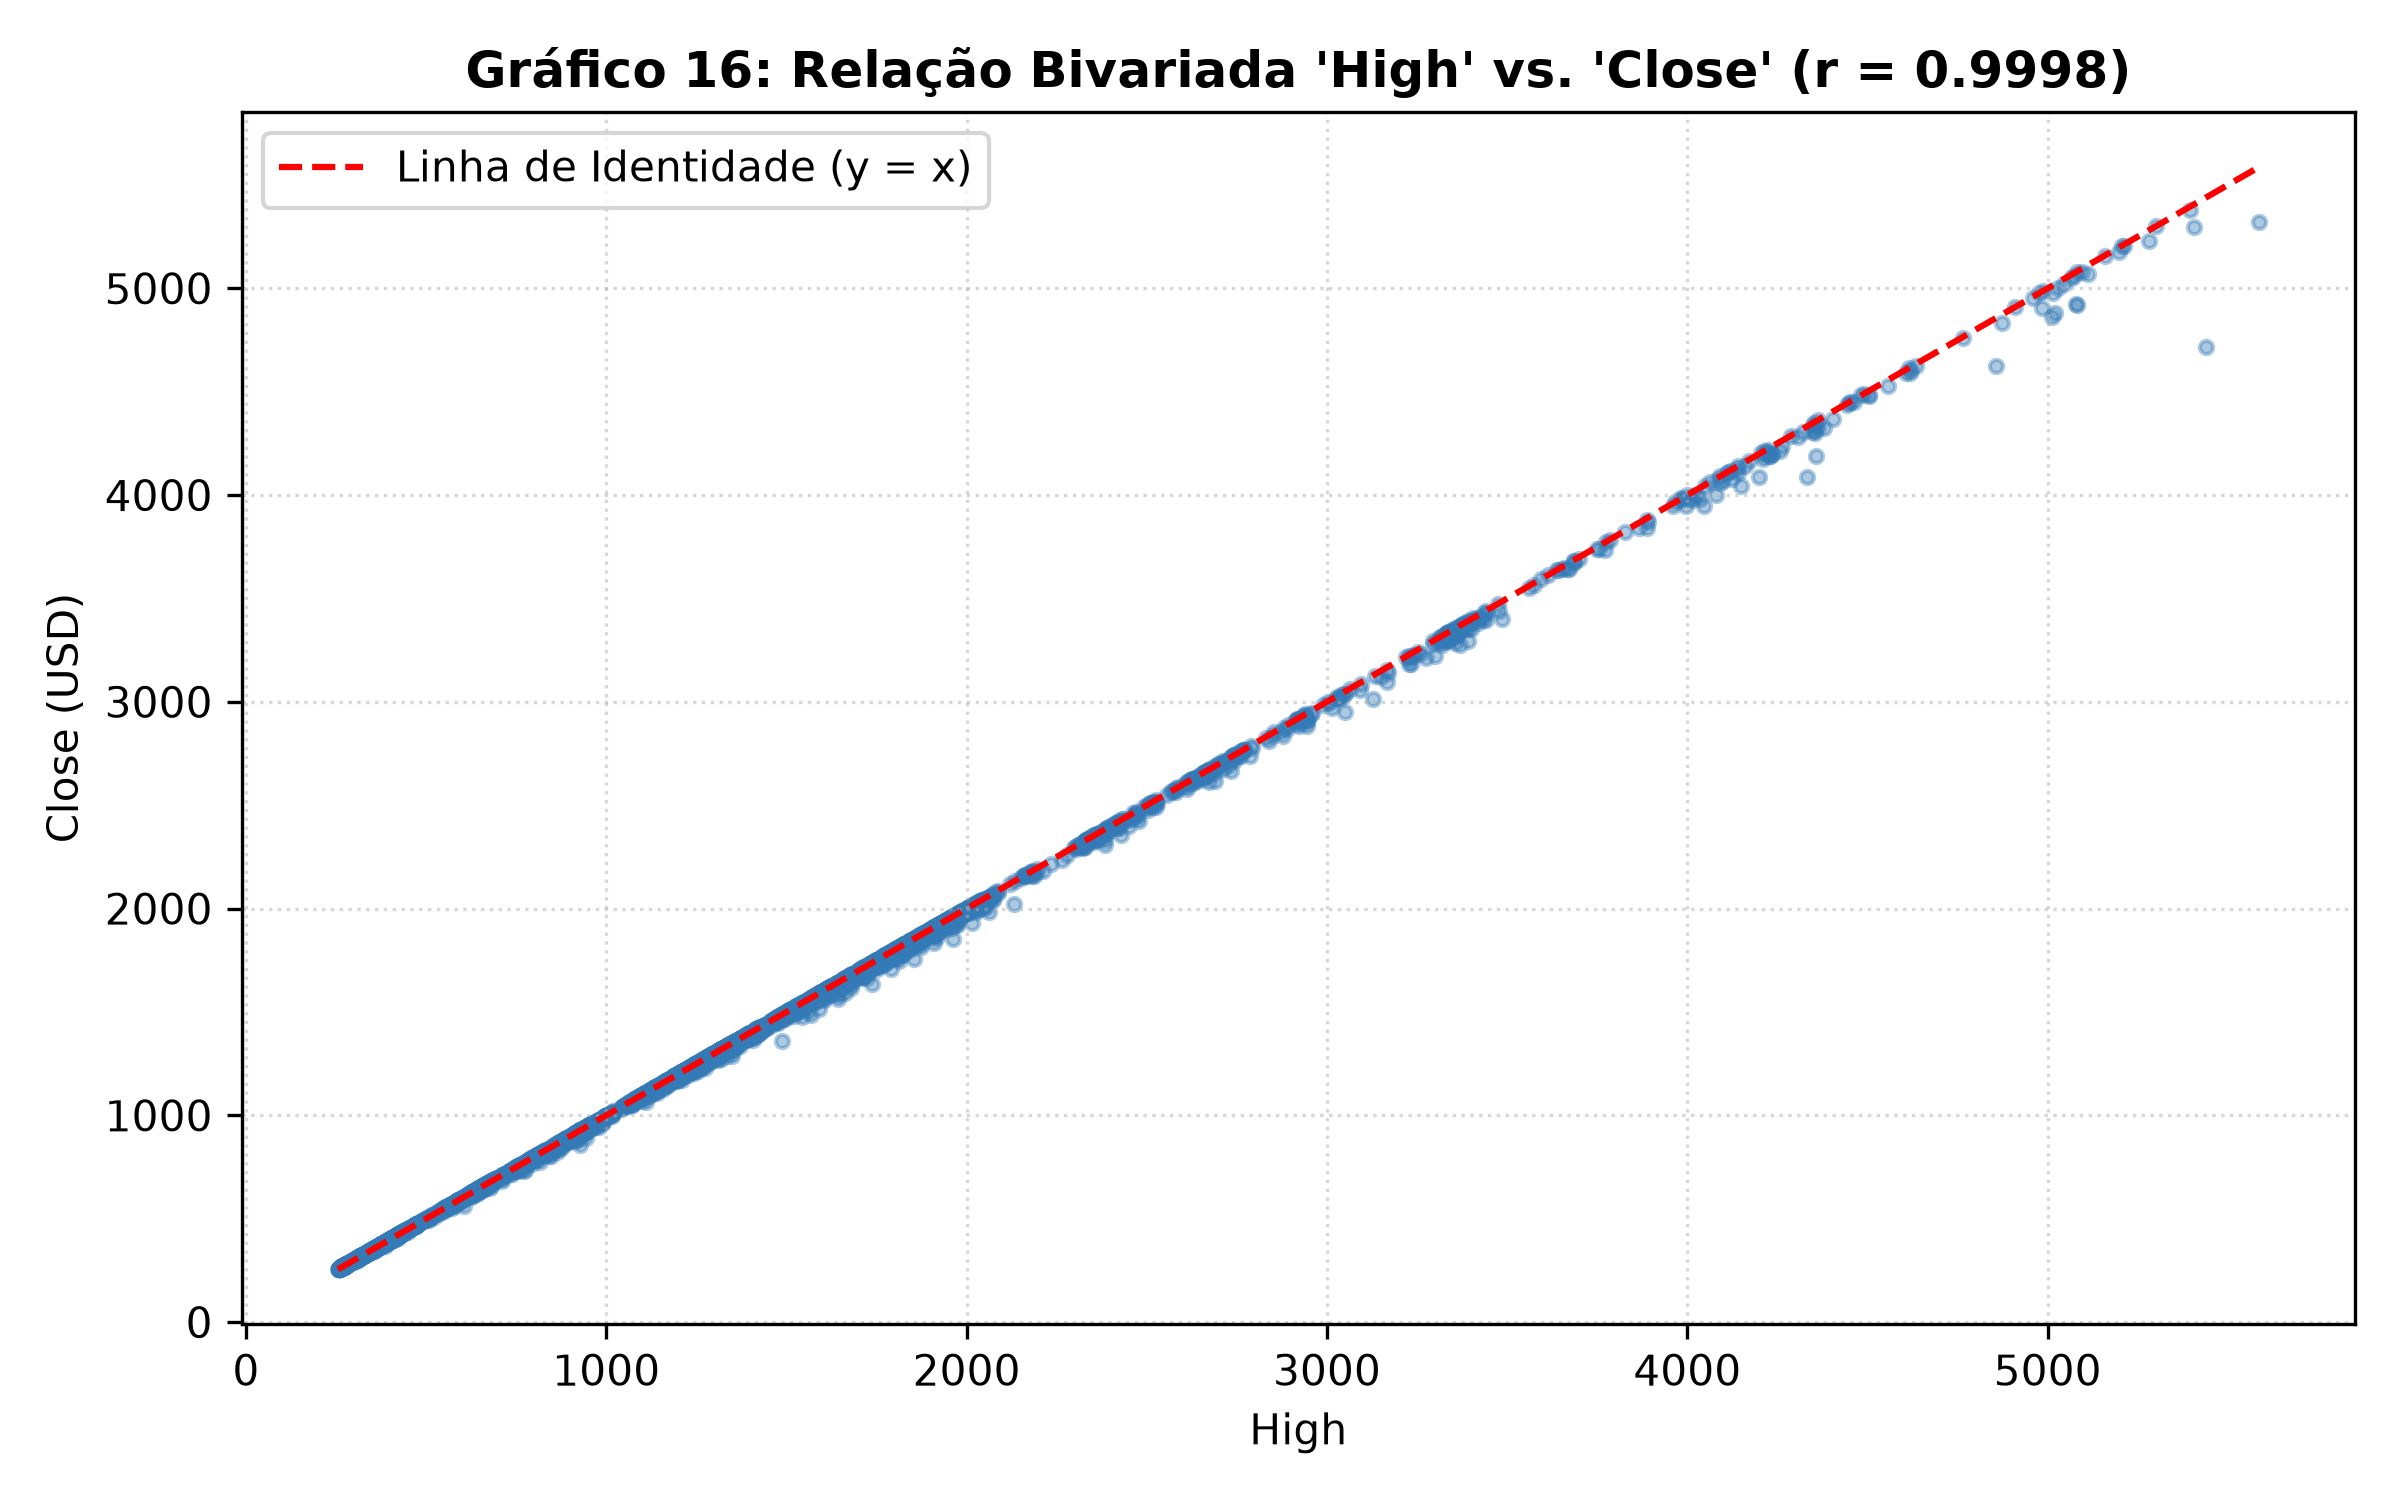 Gráfico 16: Relação Bivariada 'High' vs. 'Close' (r = 0.9998)
Linha de Identidade (y = x)
Close (USD)
5000
4000
3000
2000
1000
0
0 1000 2000 3000 4000 5000
High